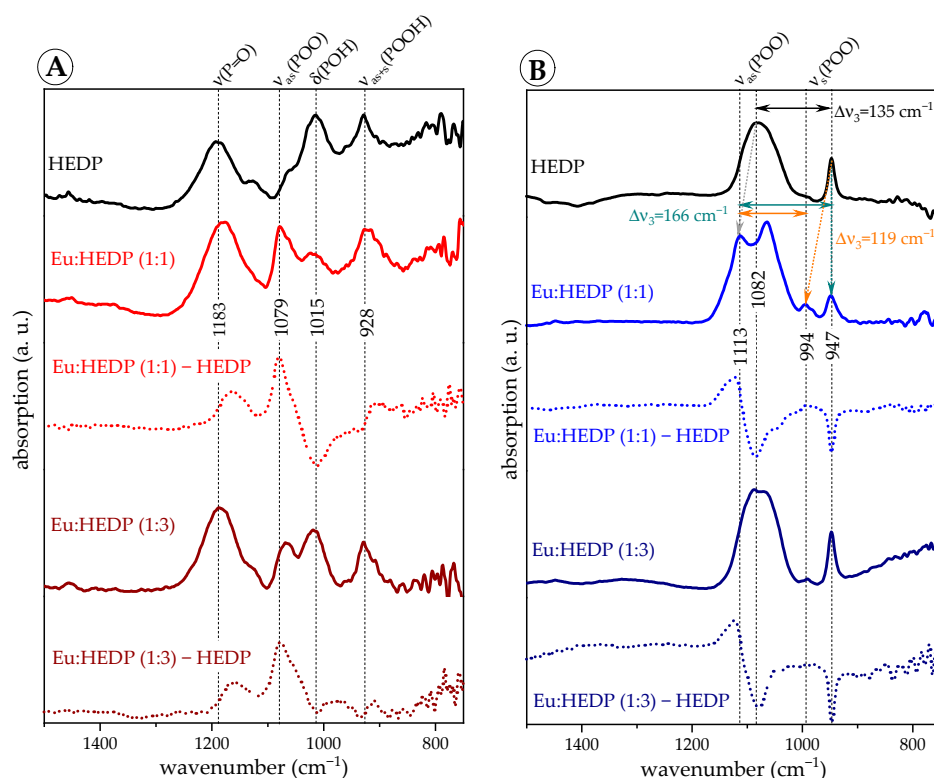 A
ν(P=O)
νas(POO)
δ(POH)
νas+s(POOH)
HEDP
Eu:HEDP (1:1)
1183
1079
1015
928
Eu:HEDP (1:1) – HEDP
Eu:HEDP (1:3)
Eu:HEDP (1:3) – HEDP
absorption (a. u.)
1400
1200
1000
800
wavenumber (cm⁻¹)
B
νas(POO)
νs(POO)
Δν₃=135 cm⁻¹
HEDP
Δν₃=166 cm⁻¹
Δν₃=119 cm⁻¹
Eu:HEDP (1:1)
1113
1082
994
947
Eu:HEDP (1:1) – HEDP
Eu:HEDP (1:3)
Eu:HEDP (1:3) – HEDP
absorption (a. u.)
1400
1200
1000
800
wavenumber (cm⁻¹)